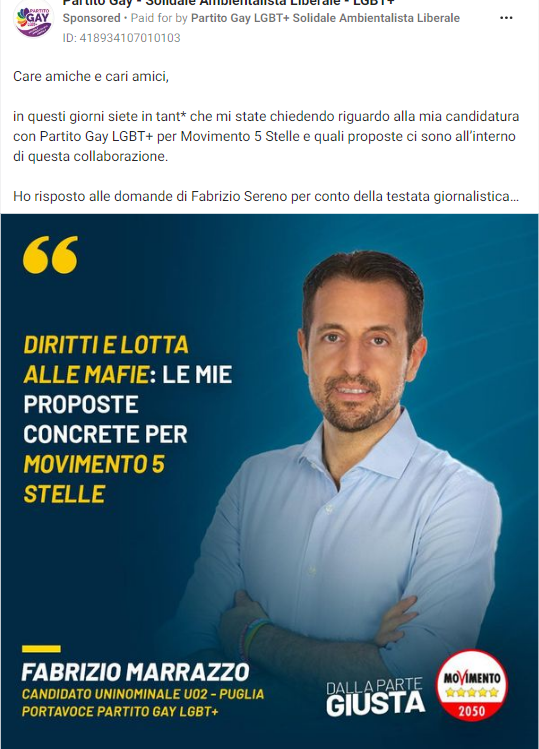 Partito Gay - Solidale Ambientalista Liberale - LGBT+
Sponsored • Paid for by Partito Gay LGBT+ Solidale Ambientalista Liberale
ID: 418934107010103
Care amiche e cari amici,
in questi giorni siete in tant* che mi state chiedendo riguardo alla mia candidatura
con Partito Gay LGBT+ per Movimento 5 Stelle e quali proposte ci sono all'interno
di questa collaborazione.
Ho risposto alle domande di Fabrizio Sereno per conto della testata giornalistica...
PARTITO
GAY
LGBT+
“
DIRITTI E LOTTA
ALLE MAFIE: LE MIE
PROPOSTE
CONCRETE PER
MOVIMENTO 5
STELLE
FABRIZIO MARRAZZO
CANDIDATO UNINOMINALE U02 - PUGLIA
PORTAVOCE PARTITO GAY LGBT+
DALLA PARTE
GIUSTA
MOVIMENTO
2050